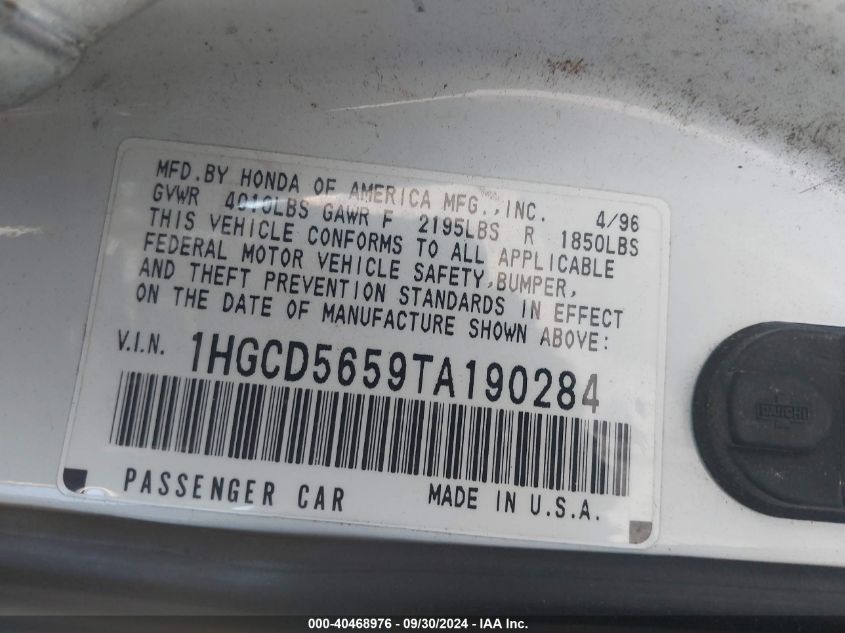 MFD.BY HONDA OF AMERICA MFG.,INC. 4/96
GVWR 4010LBS GAWR F 2195LBS R 1850LBS
THIS VEHICLE CONFORMS TO ALL APPLICABLE
FEDERAL MOTOR VEHICLE SAFETY,BUMPER,
AND THEFT PREVENTION STANDARDS IN EFFECT
ON THE DATE OF MANUFACTURE SHOWN ABOVE:
V.I.N. 1HGCD5659TA190284
PASSENGER CAR MADE IN U.S.A.
DAIICHI
000-40468976 - 09/30/2024 - IAA Inc.